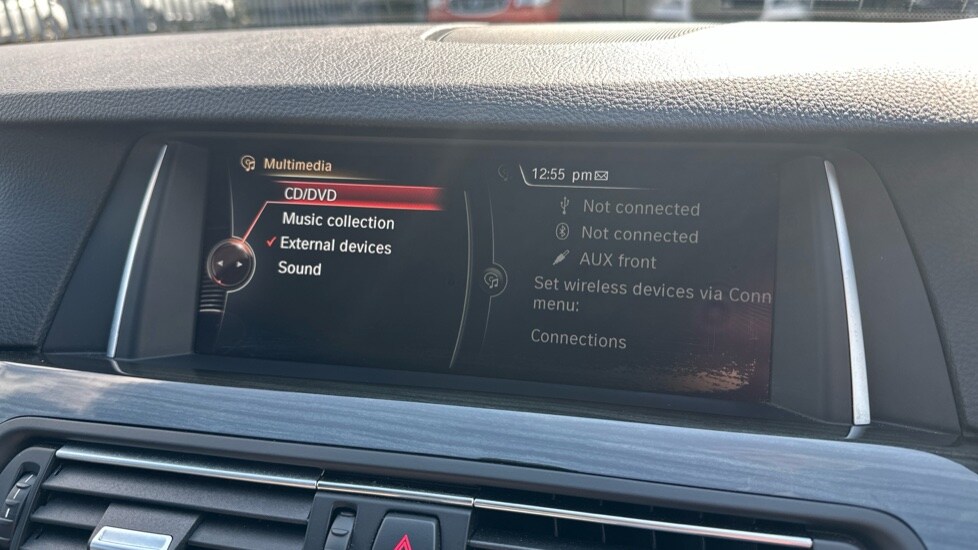 Multimedia
CD/DVD
Music collection
External devices
Sound
12:55 pm
Not connected
Not connected
AUX front
Set wireless devices via Conn
menu:
Connections